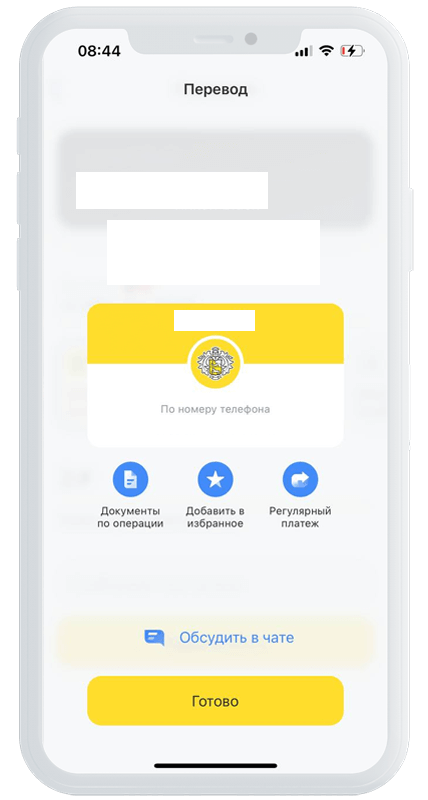 08:44
Перевод
По номеру телефона
Документы
по операции
Добавить в
избранное
Регулярный
платеж
Обсудить в чате
Готово